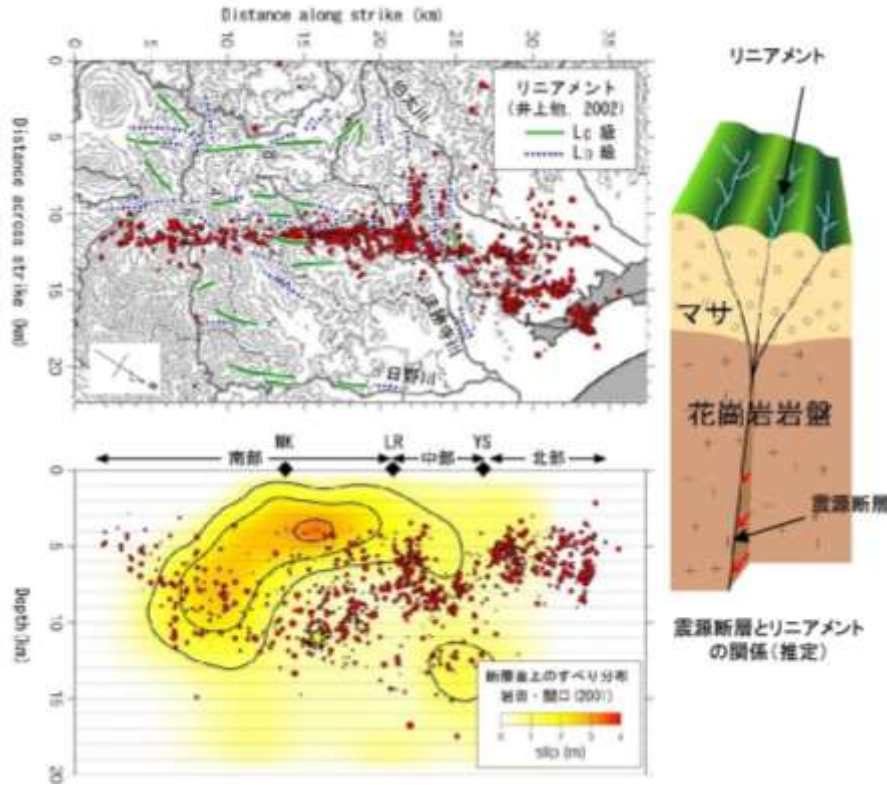 Distance along strike (km)
0 5 10 15 20 25 30 35
Distance across strike (km)
0
5
10
15
20
リニアメント
(井上他, 2002)
LC 級
LD 級
日野川
NK LR YS
南部 中部 北部
Depth(km)
0
5
10
15
20
断層面上のすべり分布
岩田・関口(2001)
0 1 2 3 4
slip (m)
リニアメント
マサ
花崗岩岩盤
震源断層
震源断層とリニアメント
の関係(推定)